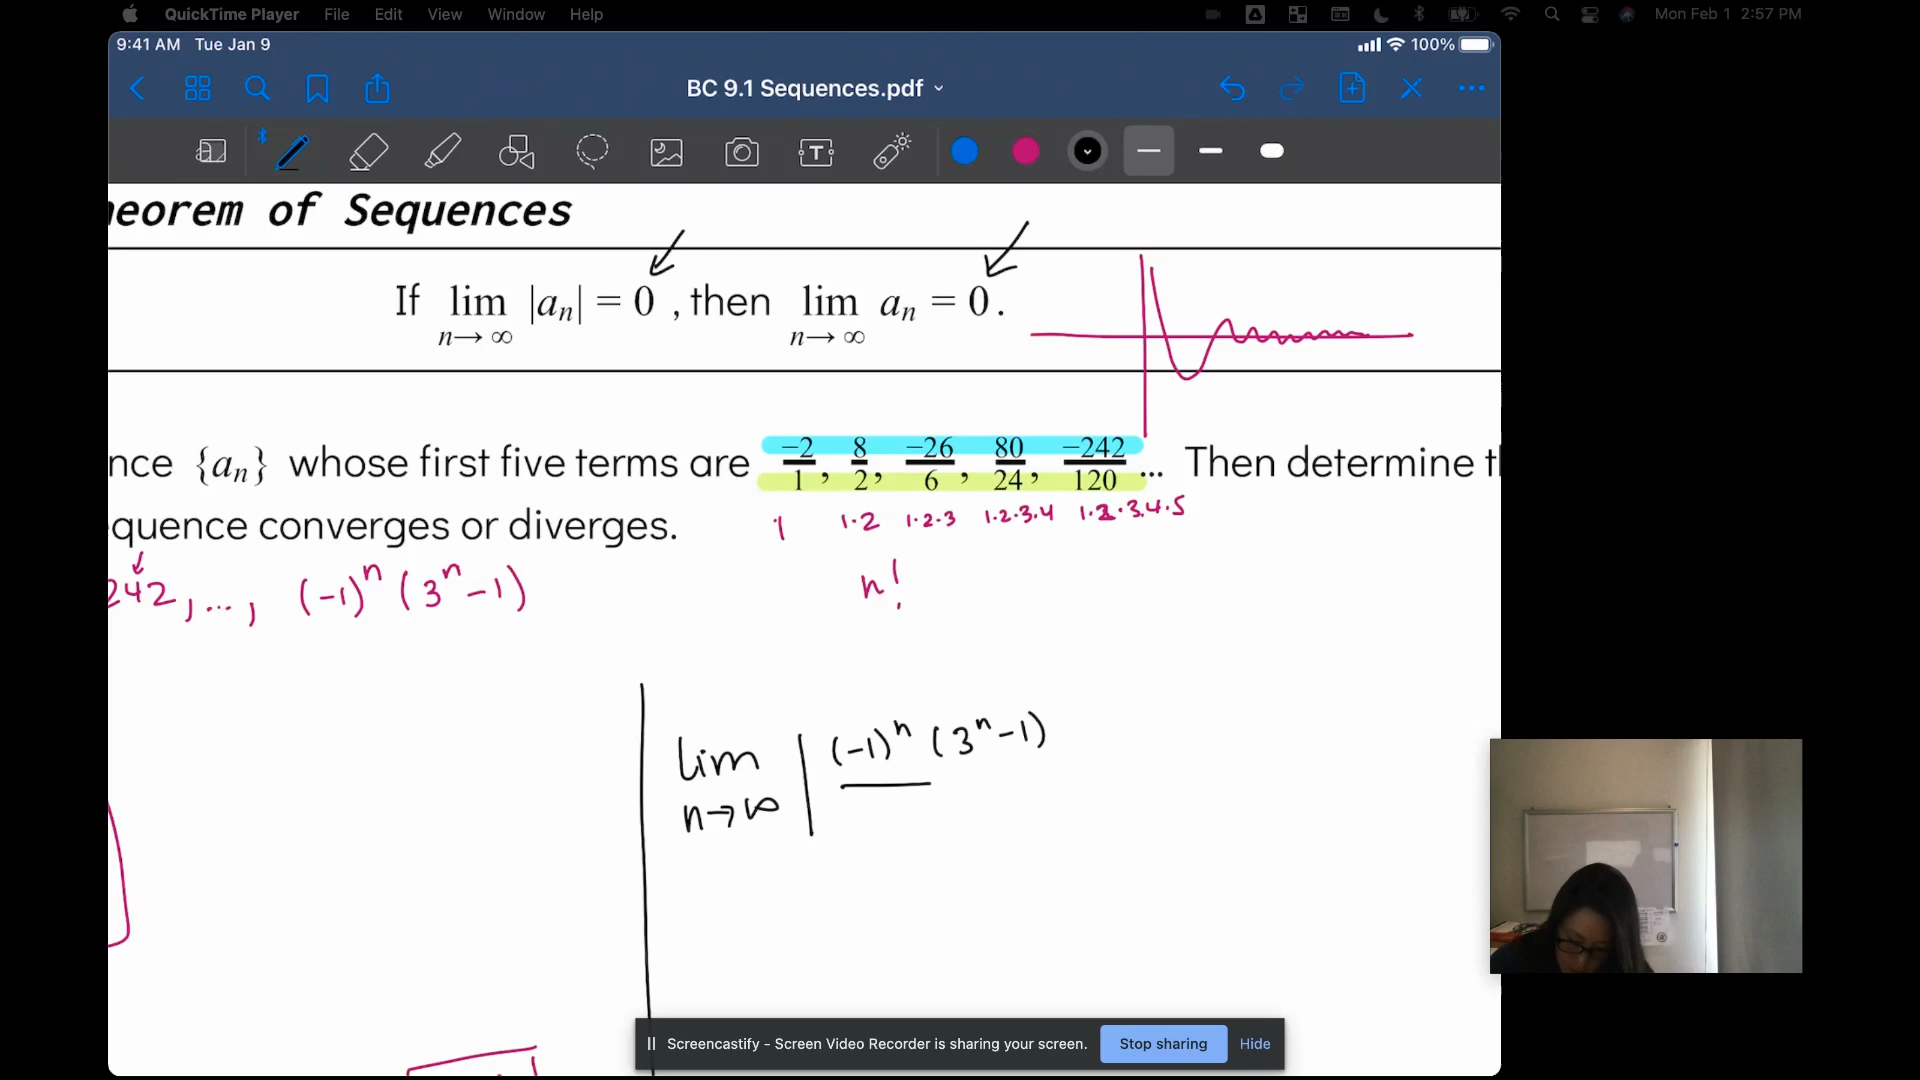 QuickTime Player File Edit View Window Help Mon Feb 1 2:57 PM
9:41 AM Tue Jan 9 100%
BC 9.1 Sequences.pdf
T
eorem of Sequences
If lim n→∞ |aₙ| = 0 , then lim n→∞ aₙ = 0.
nce {aₙ} whose first five terms are -2/1, 8/2, -26/6, 80/24, -242/120 ... Then determine t
1 1·2 1·2·3 1·2·3·4 1·2·3·4·5
quence converges or diverges.
242, ..., (-1)ⁿ (3ⁿ-1)
n!
lim n→∞ | (-1)ⁿ (3ⁿ-1)
Screencastify - Screen Video Recorder is sharing your screen. Stop sharing Hide